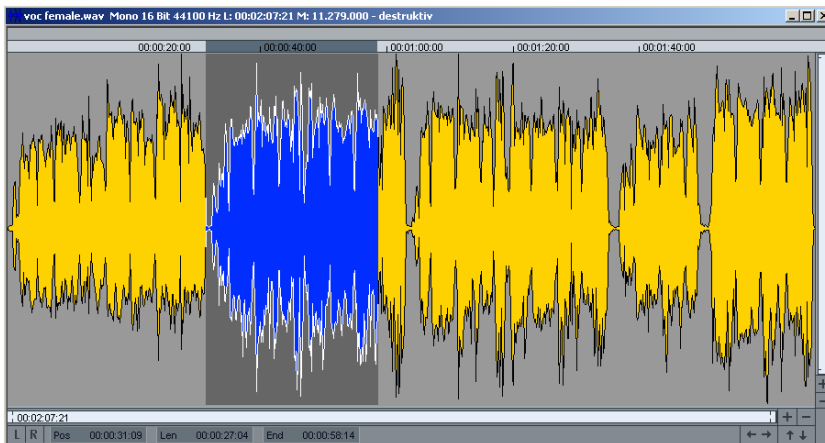 voc female.wav Mono 16 Bit 44100 Hz L: 00:02:07:21 M: 11.279.000 - destruktiv
00:00:20:00 00:00:40:00 00:01:00:00 00:01:20:00 00:01:40:00
00:02:07:21
L R Pos 00:00:31:09 Len 00:00:27:04 End 00:00:58:14